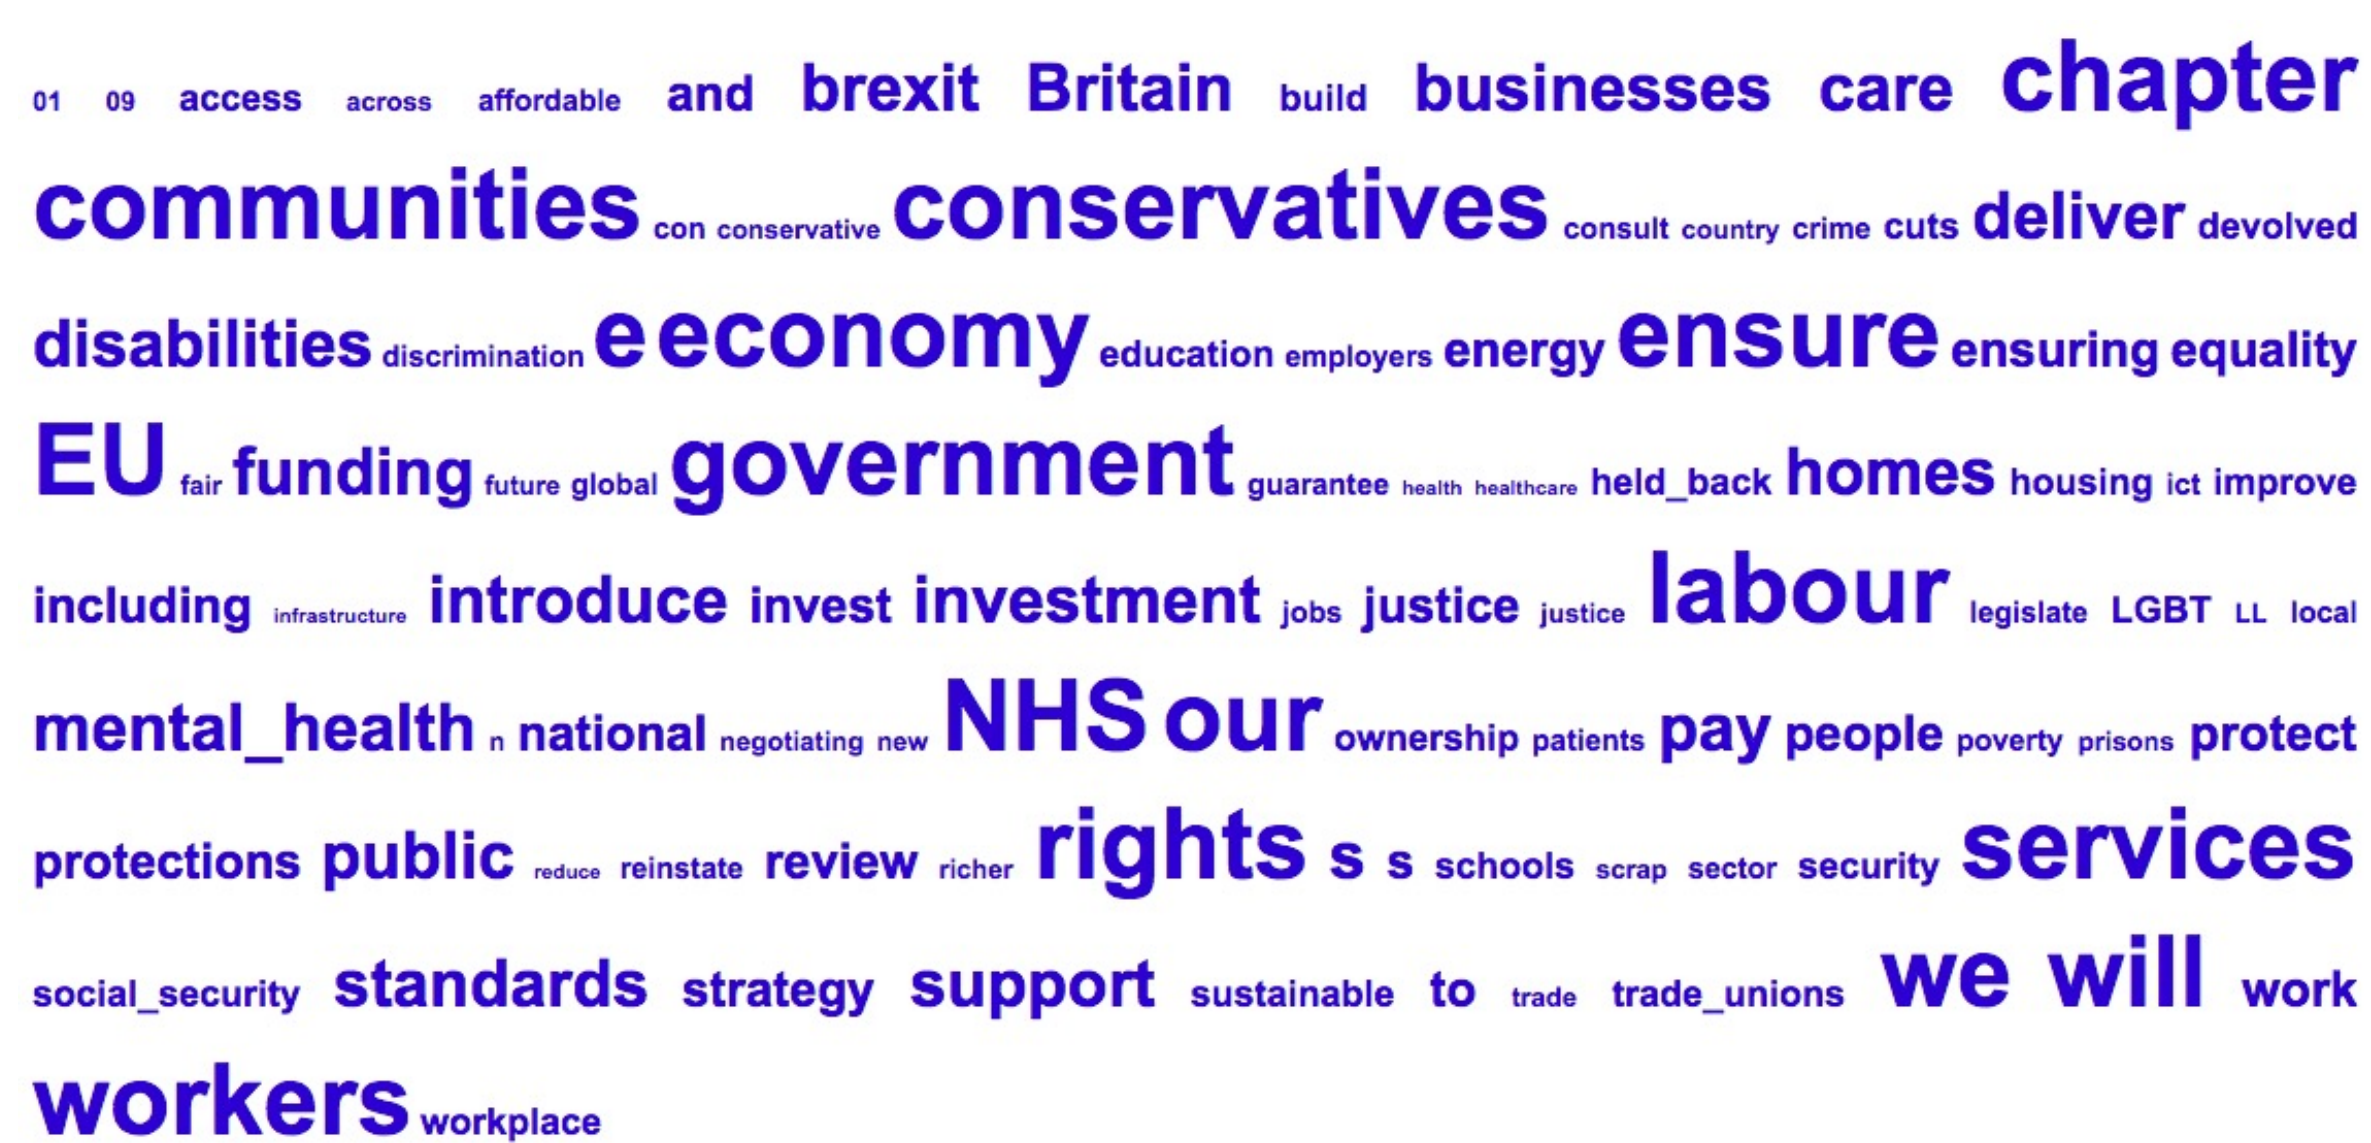 01 09 access across affordable and brexit Britain build businesses care chapter
communities con conservative conservatives consult country crime cuts deliver devolved
disabilities discrimination e economy education employers energy ensure ensuring equality
EU fair funding future global government guarantee health healthcare held_back homes housing ict improve
including infrastructure introduce invest investment jobs justice justice labour legislate LGBT LL local
mental_health n national negotiating new NHS our ownership patients pay people poverty prisons protect
protections public reduce reinstate review richer rights s s schools scrap sector security services
social_security standards strategy support sustainable to trade trade_unions we will work
workers workplace